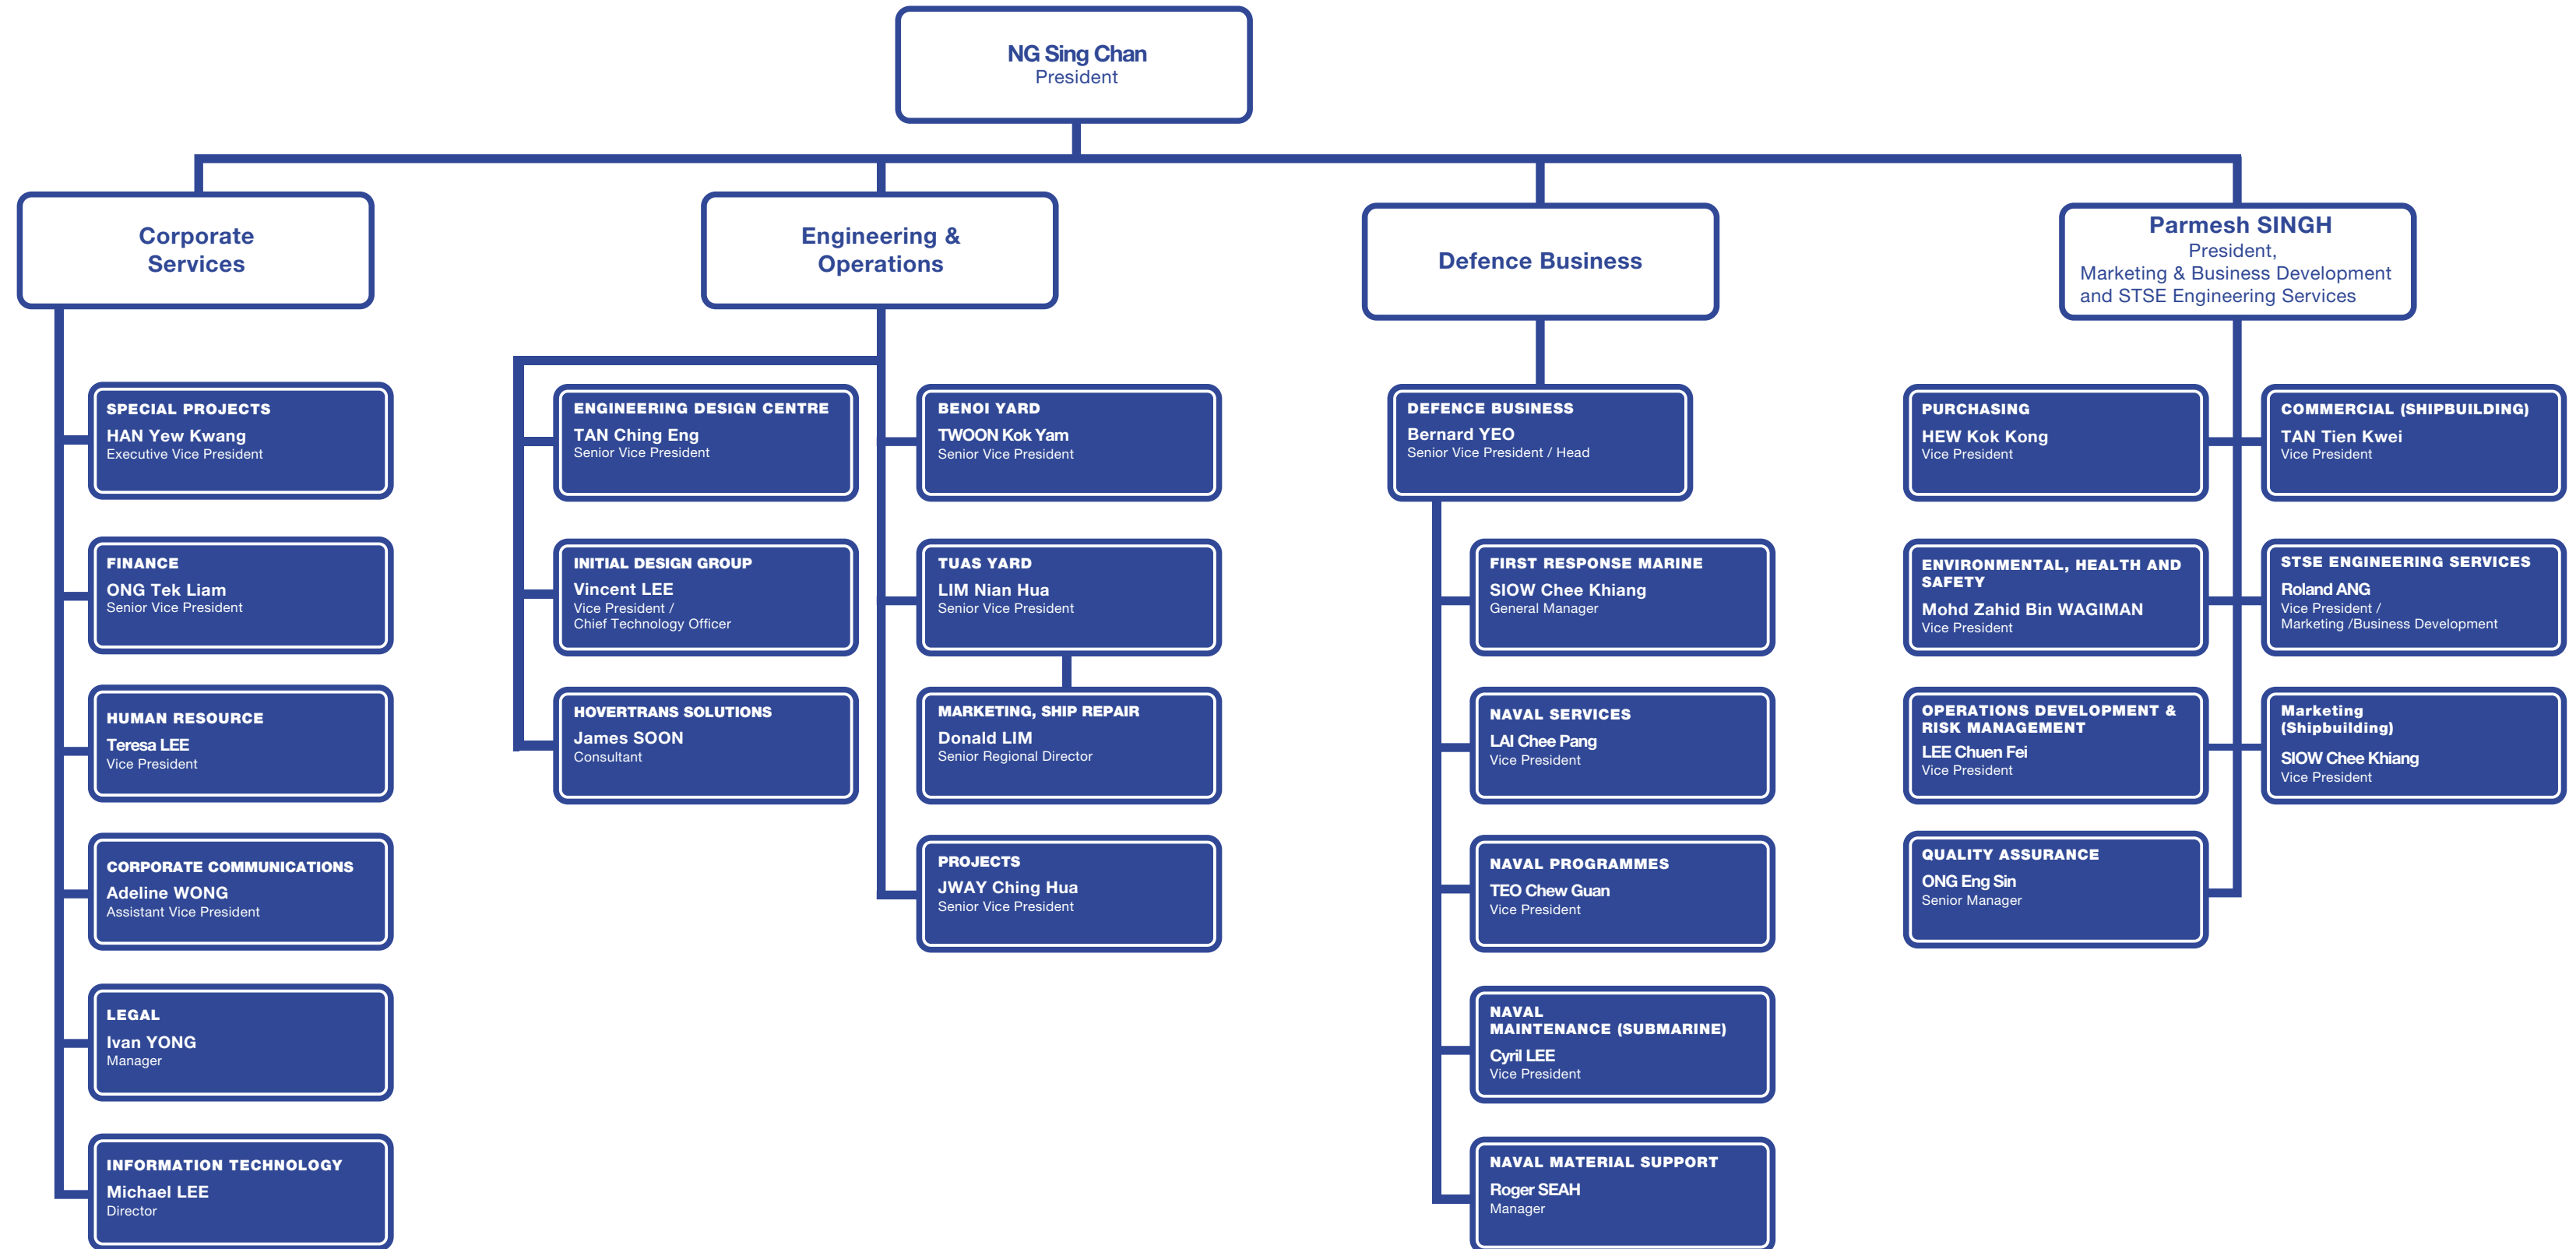 NG Sing Chan
President
Corporate
Services
Engineering &
Operations
Defence Business
Parmesh SINGH
President,
Marketing & Business Development
and STSE Engineering Services
SPECIAL PROJECTS
HAN Yew Kwang
Executive Vice President
FINANCE
ONG Tek Liam
Senior Vice President
HUMAN RESOURCE
Teresa LEE
Vice President
CORPORATE COMMUNICATIONS
Adeline WONG
Assistant Vice President
LEGAL
Ivan YONG
Manager
INFORMATION TECHNOLOGY
Michael LEE
Director
ENGINEERING DESIGN CENTRE
TAN Ching Eng
Senior Vice President
INITIAL DESIGN GROUP
Vincent LEE
Vice President /
Chief Technology Officer
HOVERTRANS SOLUTIONS
James SOON
Consultant
BENOI YARD
TWOON Kok Yam
Senior Vice President
TUAS YARD
LIM Nian Hua
Senior Vice President
MARKETING, SHIP REPAIR
Donald LIM
Senior Regional Director
PROJECTS
JWAY Ching Hua
Senior Vice President
DEFENCE BUSINESS
Bernard YEO
Senior Vice President / Head
FIRST RESPONSE MARINE
SIOW Chee Khiang
General Manager
NAVAL SERVICES
LAI Chee Pang
Vice President
NAVAL PROGRAMMES
TEO Chew Guan
Vice President
NAVAL
MAINTENANCE (SUBMARINE)
Cyril LEE
Vice President
NAVAL MATERIAL SUPPORT
Roger SEAH
Manager
PURCHASING
HEW Kok Kong
Vice President
ENVIRONMENTAL, HEALTH AND
SAFETY
Mohd Zahid Bin WAGIMAN
Vice President
OPERATIONS DEVELOPMENT &
RISK MANAGEMENT
LEE Chuen Fei
Vice President
QUALITY ASSURANCE
ONG Eng Sin
Senior Manager
COMMERCIAL (SHIPBUILDING)
TAN Tien Kwei
Vice President
STSE ENGINEERING SERVICES
Roland ANG
Vice President /
Marketing /Business Development
Marketing
(Shipbuilding)
SIOW Chee Khiang
Vice President